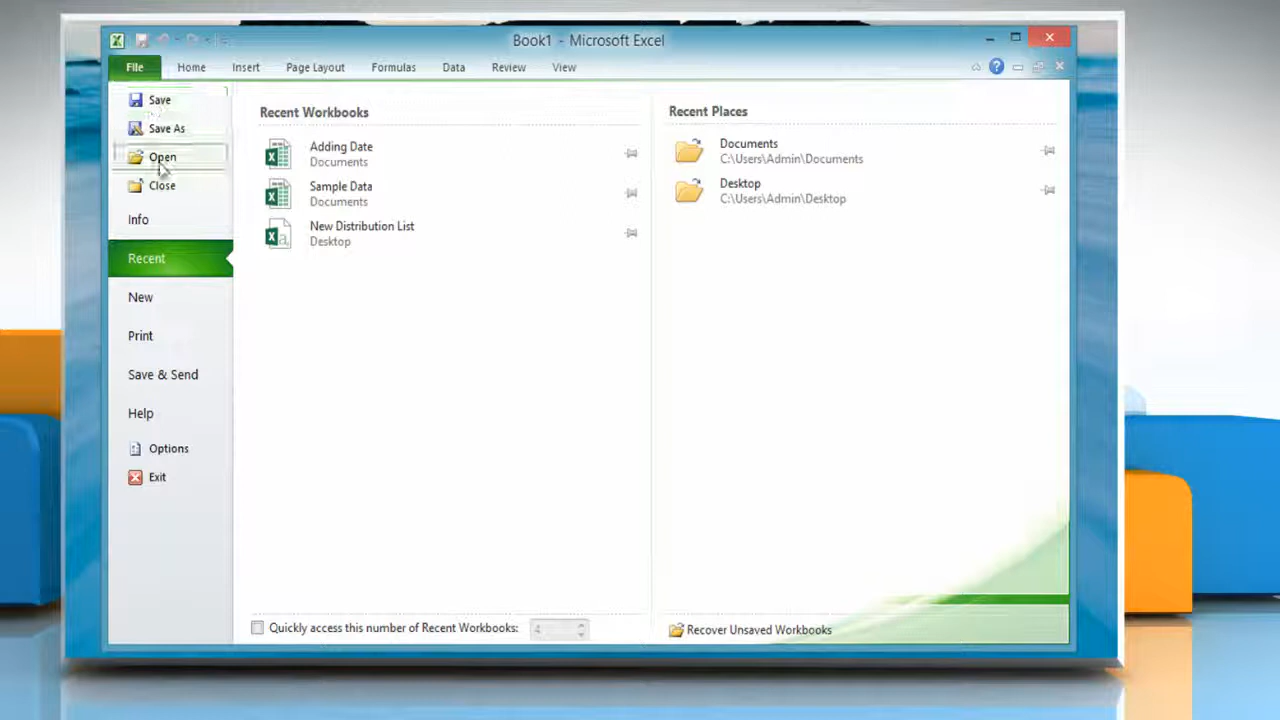 Book1 - Microsoft Excel
File Home Insert Page Layout Formulas Data Review View
Save
Save As
Open
Close
Info
Recent
New
Print
Save & Send
Help
Options
Exit
Recent Workbooks
Adding Date
Documents
Sample Data
Documents
New Distribution List
Desktop
Quickly access this number of Recent Workbooks: 4
Recent Places
Documents
C:\Users\Admin\Documents
Desktop
C:\Users\Admin\Desktop
Recover Unsaved Workbooks